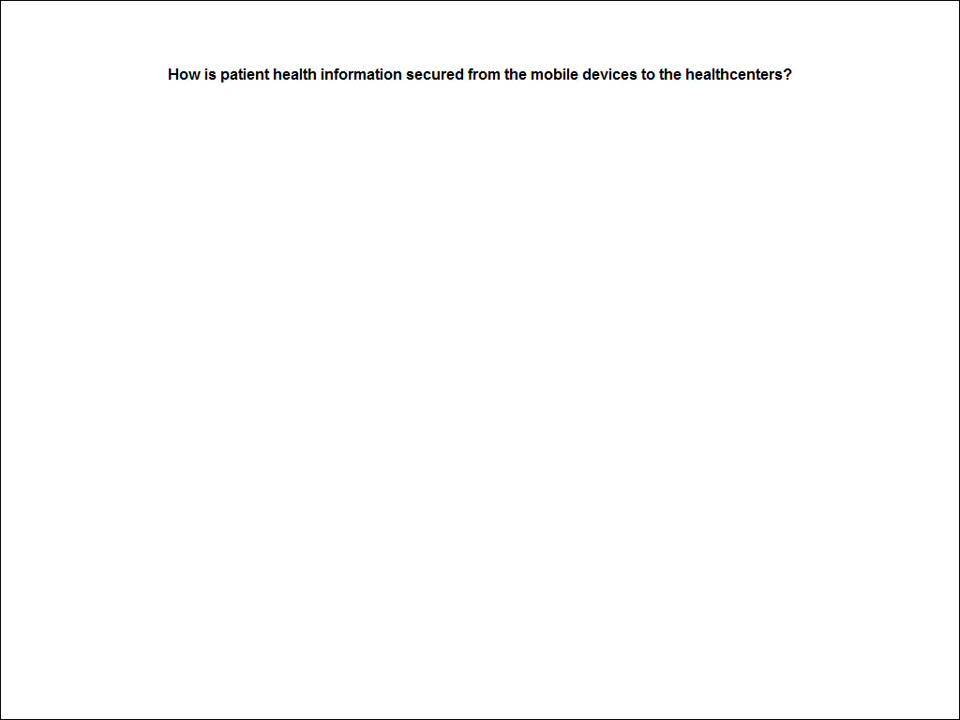 How is patient health information secured from the mobile devices to the healthcenters?